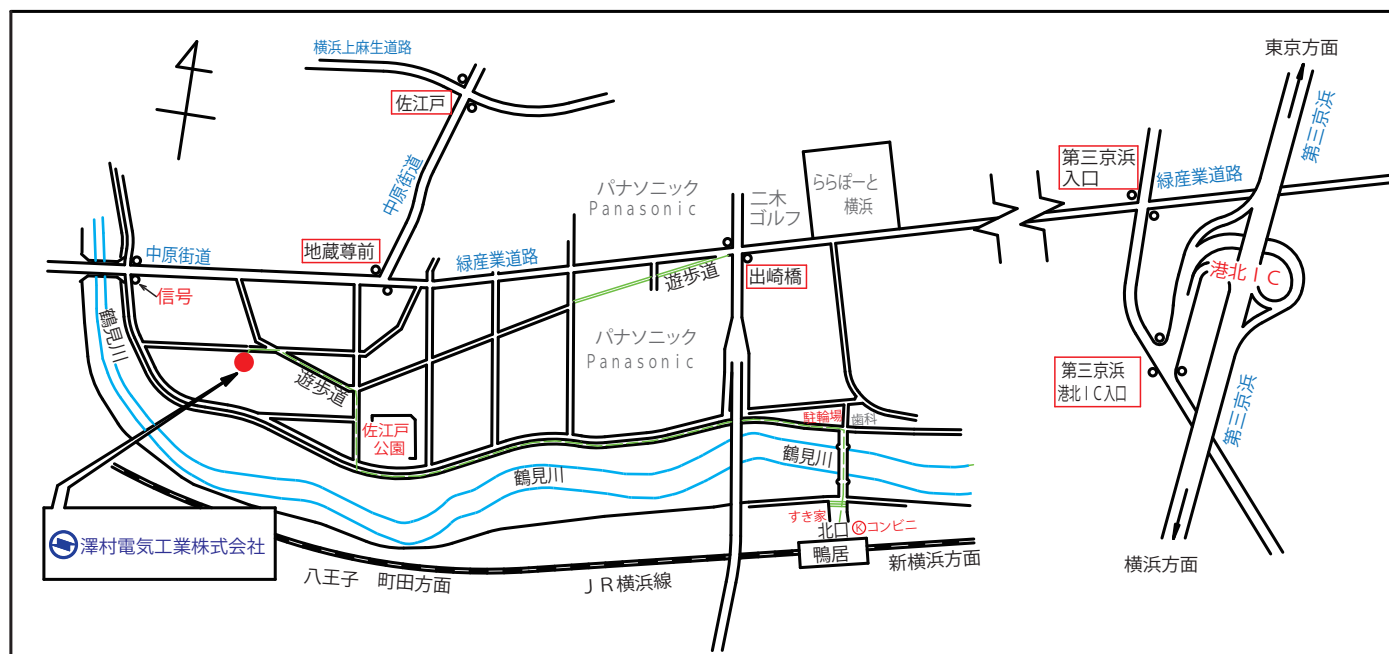 横浜上麻生道路
東京方面
佐江戸
第三京浜
第三京浜
入口
緑産業道路
中原街道
パナソニック
Panasonic
二木
ゴルフ
ららぽーと
横浜
中原街道
地蔵尊前
緑産業道路
遊歩道
出崎橋
港北IC
信号
鶴見川
パナソニック
Panasonic
遊歩道
第三京浜
港北IC入口
第三京浜
佐江戸
公園
駐輪場
歯科
鶴見川
鶴見川
すき家
北口
Ⓚコンビニ
澤村電気工業株式会社
鴨居
新横浜方面
八王子
町田方面
JR横浜線
横浜方面